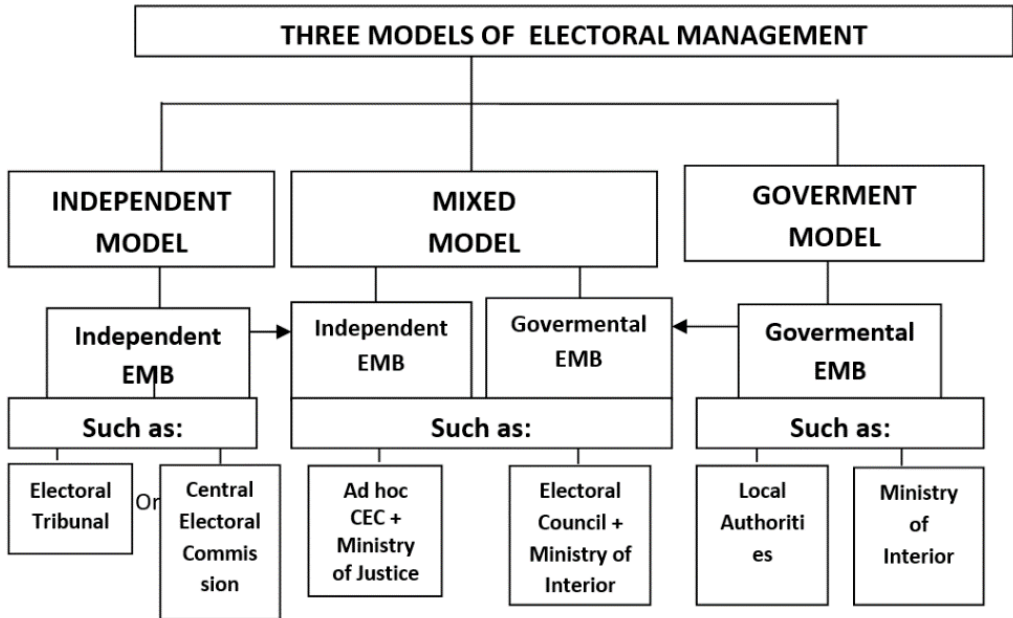 THREE MODELS OF ELECTORAL MANAGEMENT
INDEPENDENT
MODEL
MIXED
MODEL
GOVERMENT
MODEL
Independent
EMB
Independent
EMB
Govermental
EMB
Govermental
EMB
Such as:
Such as:
Such as:
Electoral
Tribunal
Or
Central
Electoral
Commis
sion
Ad hoc
CEC +
Ministry
of Justice
Electoral
Council +
Ministry of
Interior
Local
Authoriti
es
Ministry
of
Interior